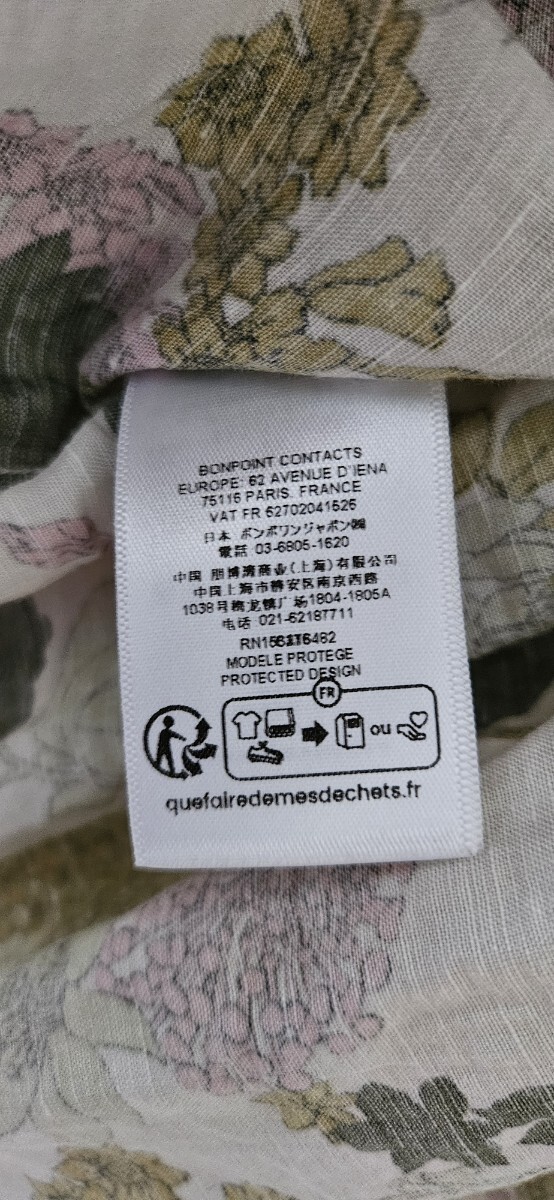 BONPOINT CONTACTS
EUROPE: 62 AVENUE D'IENA
75116 PARIS. FRANCE
VAT FR 62702041526
日本 ボンポワンジャポン㈱
電話 03-6805-1620
中国 朋博湾商业(上海)有限公司
中国上海市静安区南京西路
1038号梅龙镇广场1804-1805A
电话 021-62187711
MODELE PROTEGE
PROTECTED DESIGN
FR
ou
quefairedemesdechets.fr